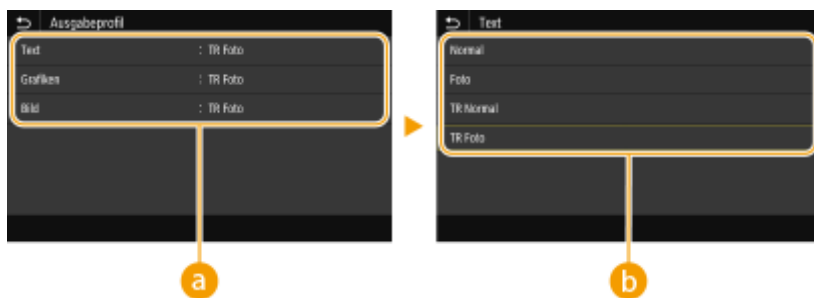 Ausgabeprofil
Text : TR Foto
Grafiken : TR Foto
Bild : TR Foto
a
Text
Normal
Foto
TR Normal
TR Foto
b